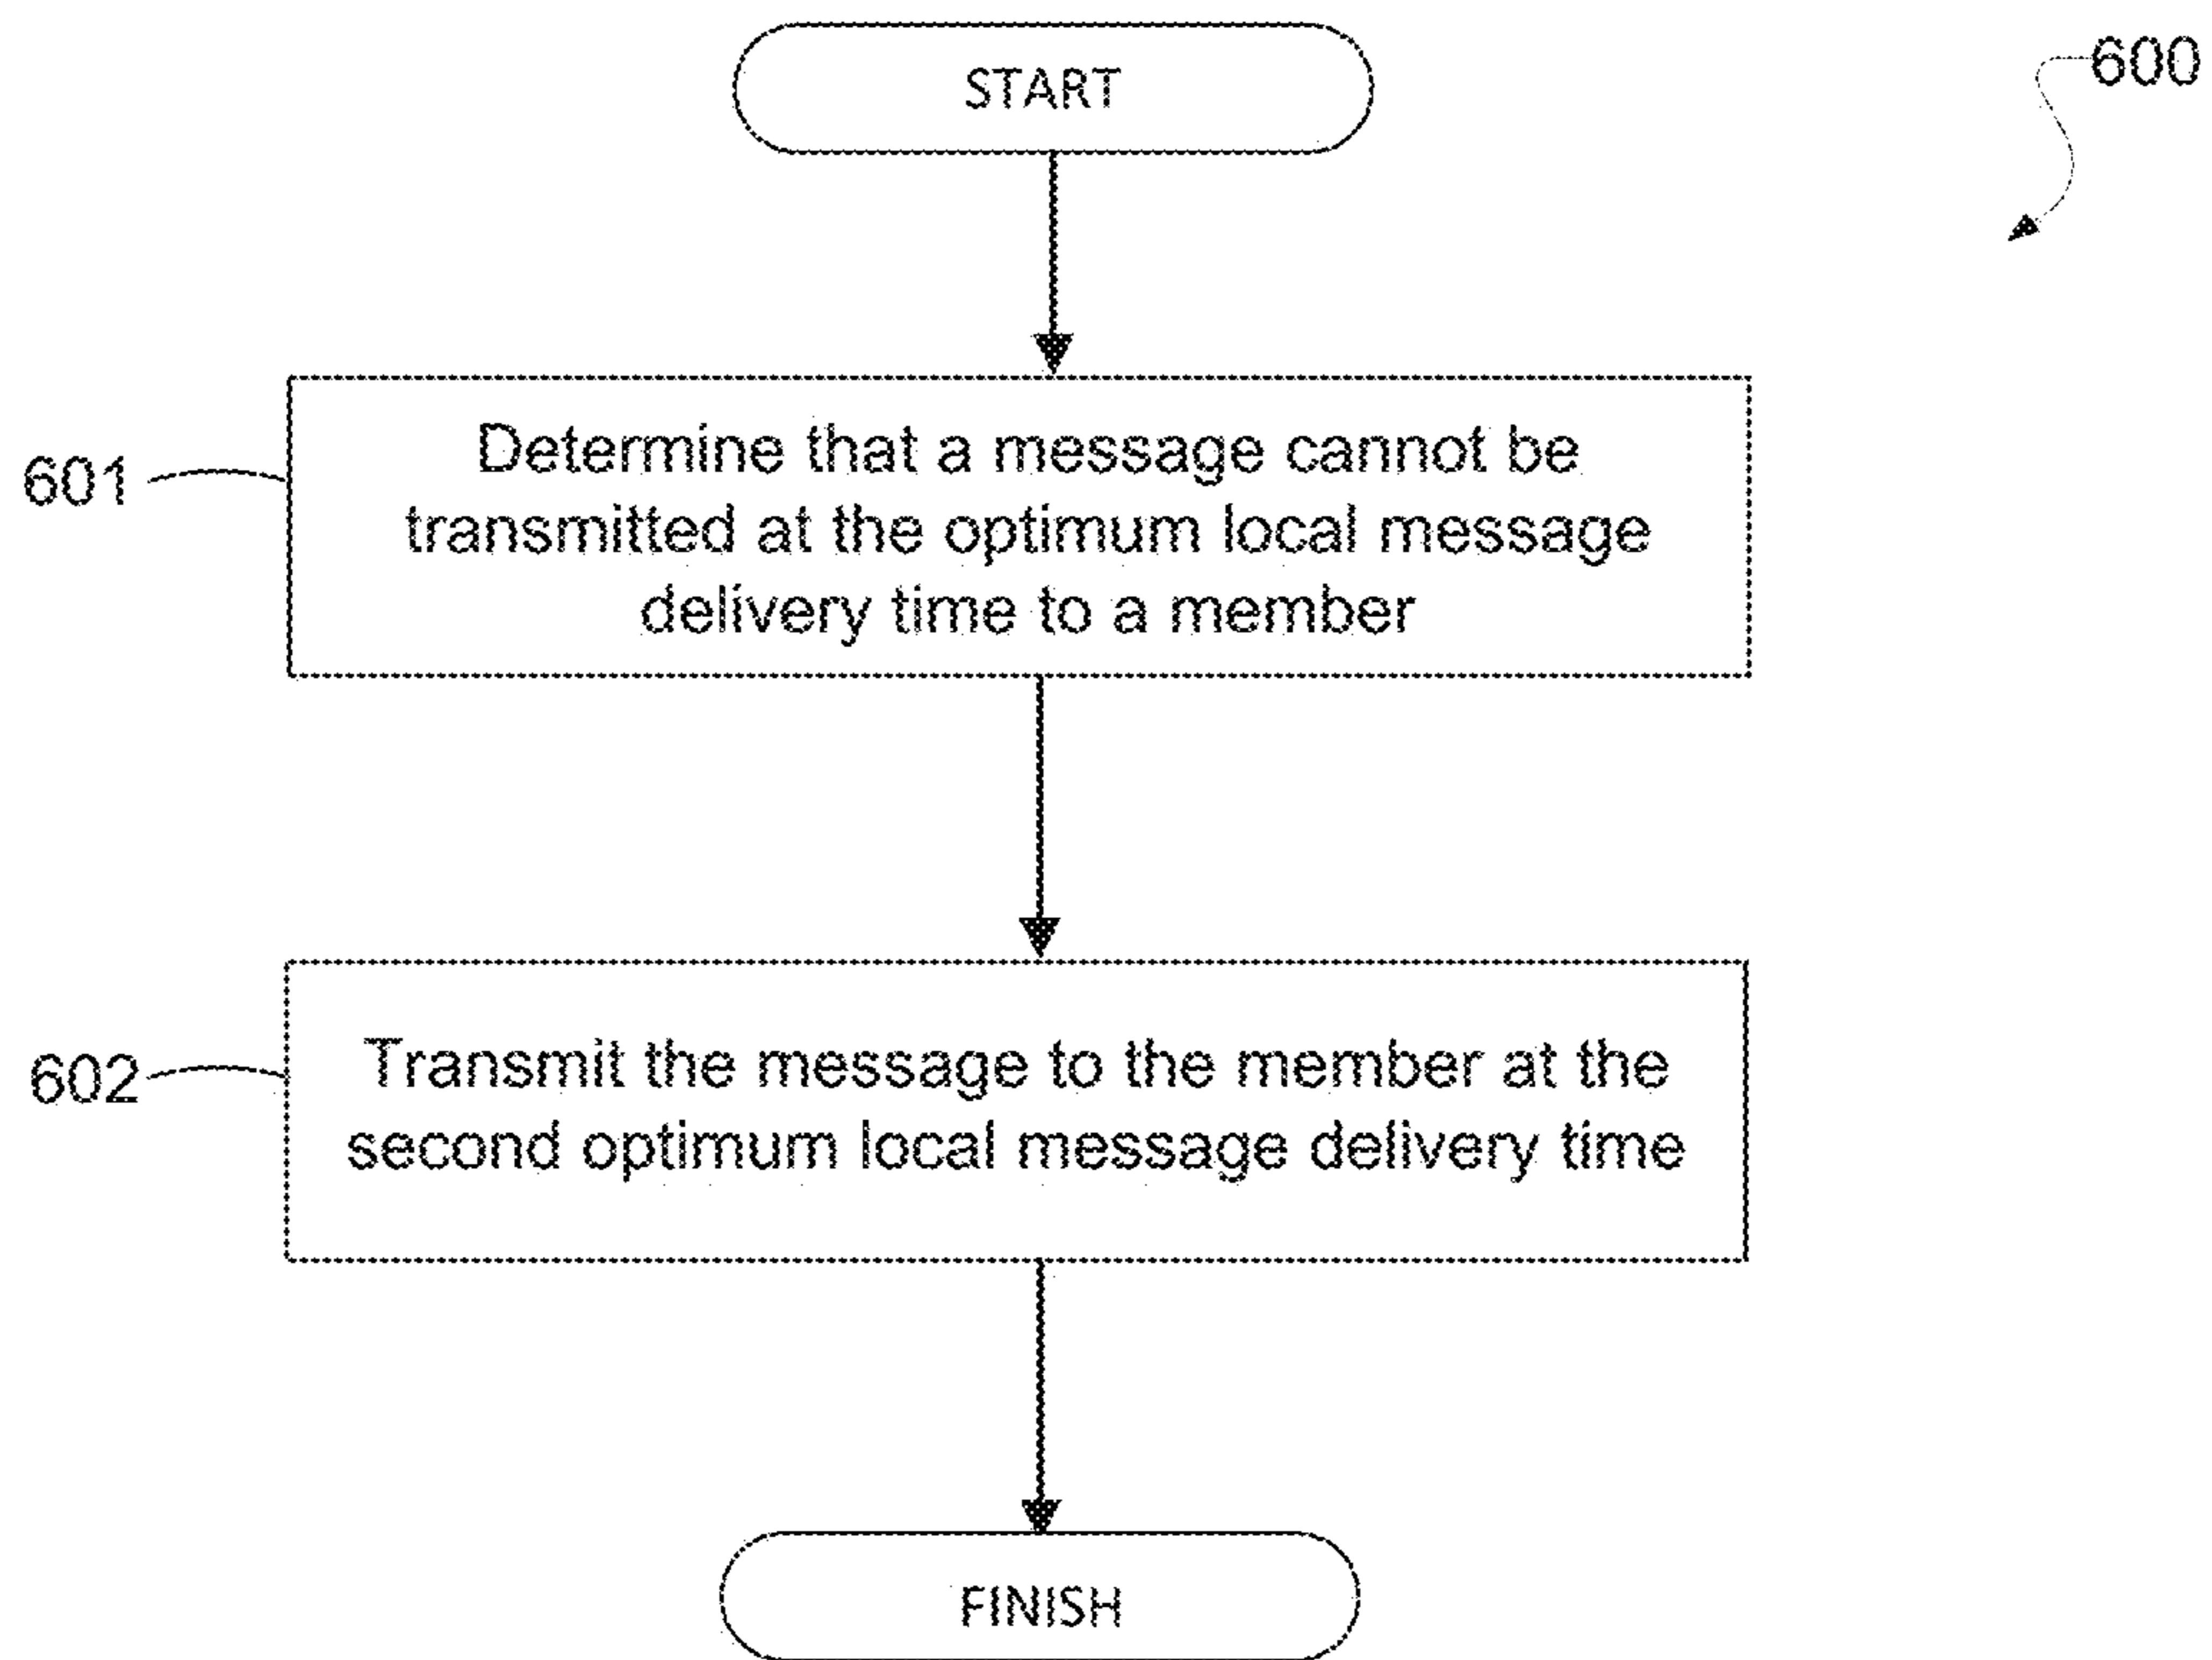 START
600
601
Determine that a message cannot be
transmitted at the optimum local message
delivery time to a member
602
Transmit the message to the member at the
second optimum local message delivery time
FINISH